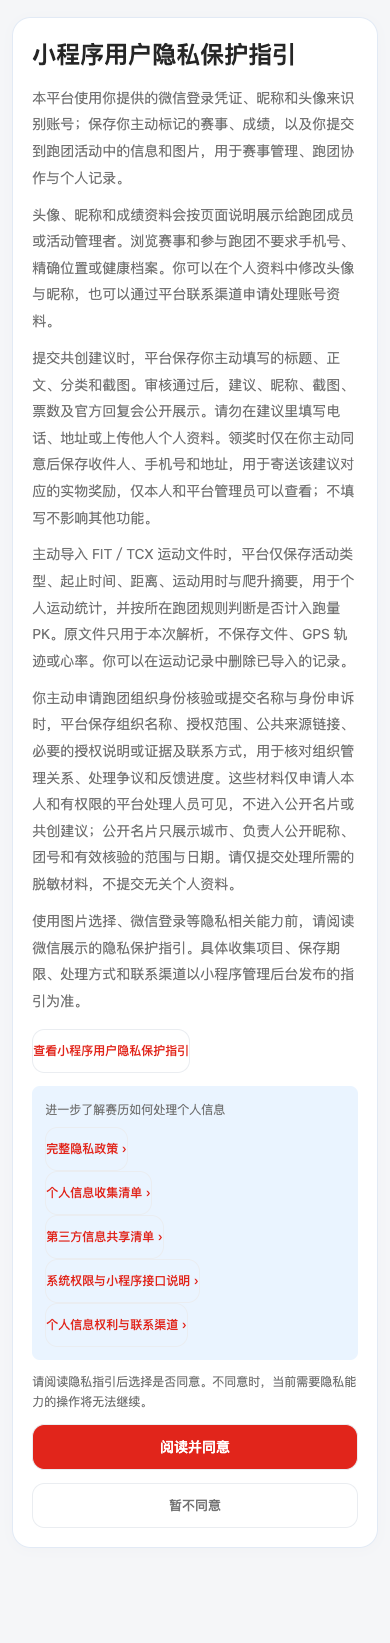 小程序用户隐私保护指引
本平台使用你提供的微信登录凭证、昵称和头像来识
别账号；保存你主动标记的赛事、成绩，以及你提交
到跑团活动中的信息和图片，用于赛事管理、跑团协
作与个人记录。
头像、昵称和成绩资料会按页面说明展示给跑团成员
或活动管理者。浏览赛事和参与跑团不要求手机号、
精确位置或健康档案。你可以在个人资料中修改头像
与昵称，也可以通过平台联系渠道申请处理账号资
料。
提交共创建议时，平台保存你主动填写的标题、正
文、分类和截图。审核通过后，建议、昵称、截图、
票数及官方回复会公开展示。请勿在建议里填写电
话、地址或上传他人个人资料。领奖时仅在你主动同
意后保存收件人、手机号和地址，用于寄送该建议对
应的实物奖励，仅本人和平台管理员可以查看；不填
写不影响其他功能。
主动导入 FIT / TCX 运动文件时，平台仅保存活动类
型、起止时间、距离、运动用时与爬升摘要，用于个
人运动统计，并按所在跑团规则判断是否计入跑量
PK。原文件只用于本次解析，不保存文件、GPS 轨
迹或心率。你可以在运动记录中删除已导入的记录。
你主动申请跑团组织身份核验或提交名称与身份申诉
时，平台保存组织名称、授权范围、公共来源链接、
必要的授权说明或证据及联系方式，用于核对组织管
理关系、处理争议和反馈进度。这些材料仅申请人本
人和有权限的平台处理人员可见，不进入公开名片或
共创建议；公开名片只展示城市、负责人公开昵称、
团号和有效核验的范围与日期。请仅提交处理所需的
脱敏材料，不提交无关个人资料。
使用图片选择、微信登录等隐私相关能力前，请阅读
微信展示的隐私保护指引。具体收集项目、保存期
限、处理方式和联系渠道以小程序管理后台发布的指
引为准。
查看小程序用户隐私保护指引
进一步了解赛历如何处理个人信息
完整隐私政策 ›
个人信息收集清单 ›
第三方信息共享清单 ›
系统权限与小程序接口说明 ›
个人信息权利与联系渠道 ›
请阅读隐私指引后选择是否同意。不同意时，当前需要隐私能
力的操作将无法继续。
阅读并同意
暂不同意